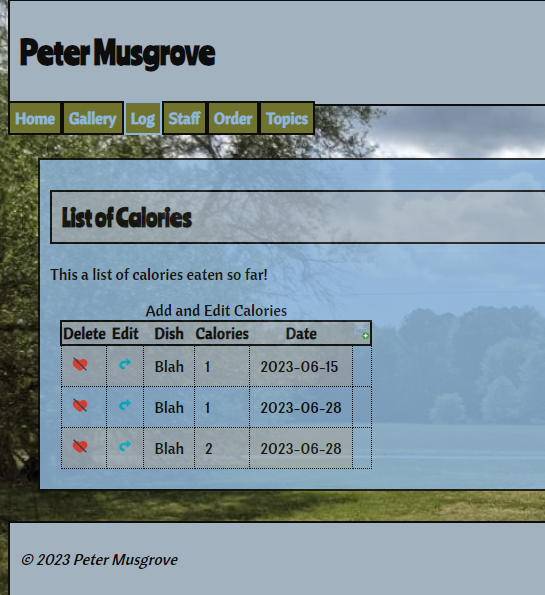 Peter Musgrove
Home Gallery Log Staff Order Topics
List of Calories
This a list of calories eaten so far!
Add and Edit Calories
Delete Edit Dish Calories Date
Blah 1 2023-06-15
Blah 1 2023-06-28
Blah 2 2023-06-28
© 2023 Peter Musgrove